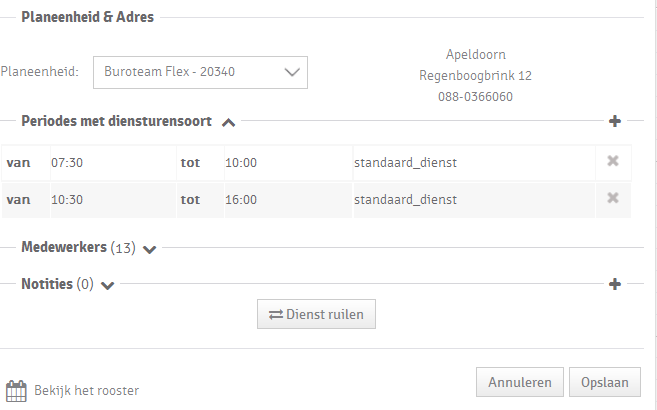 Planeenheid & Adres
Planeenheid: Buroteam Flex - 20340
Apeldoorn
Regenboogbrink 12
088-0366060
Periodes met diensturensoort
van 07:30 tot 10:00 standaard_dienst
van 10:30 tot 16:00 standaard_dienst
Medewerkers (13)
Notities (0)
Dienst ruilen
Annuleren Opslaan
Bekijk het rooster